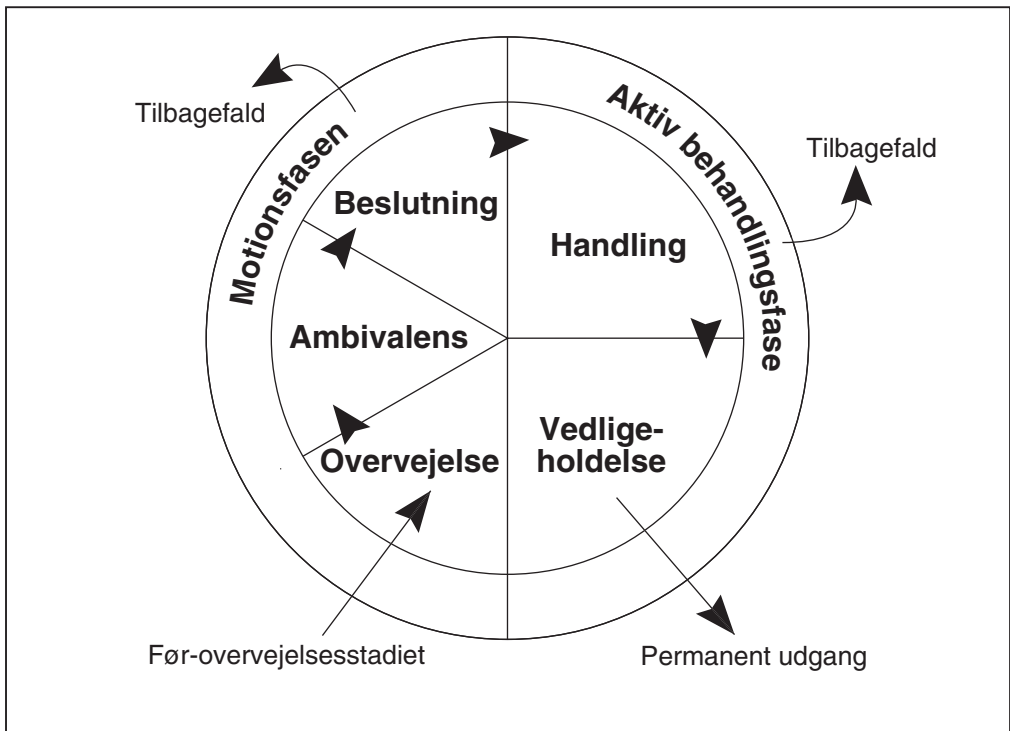 Tilbagefald
Motionsfasen
Aktiv behandlingsfase
Tilbagefald
Beslutning
Handling
Ambivalens
Overvejelse
Vedlige-
holdelse
Før-overvejelsesstadiet
Permanent udgang